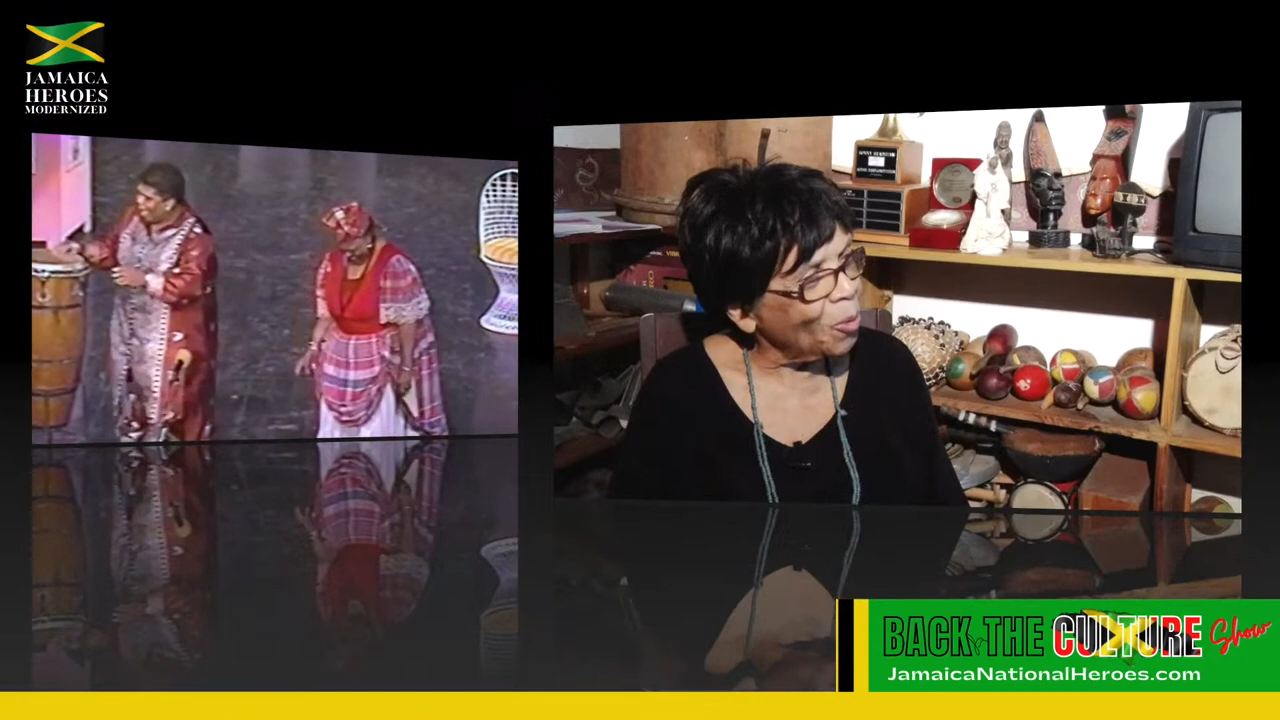 JAMAICA
HEROES
MODERNIZED
BACK THE CULTURE Show
JamaicaNationalHeroes.com